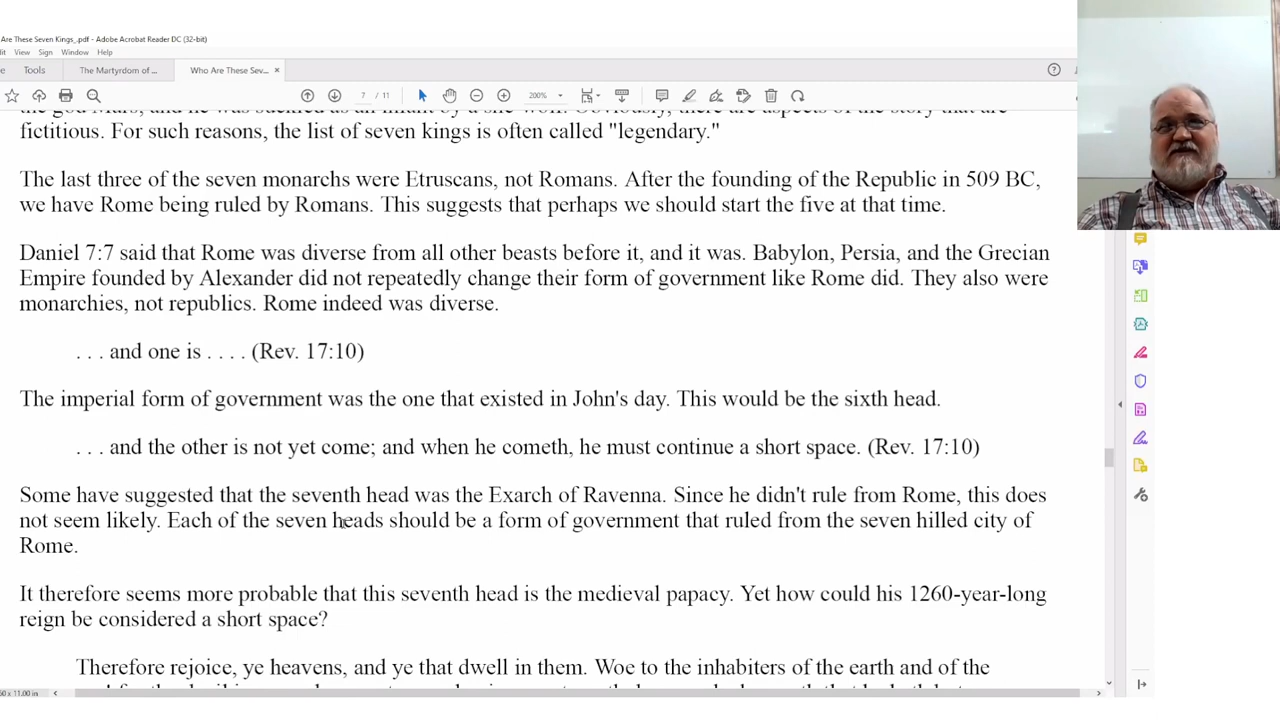 Are These Seven Kings_.pdf - Adobe Acrobat Reader DC (32-bit)
View Sign Window Help
Tools The Martyrdom of ... Who Are These Sev... ×
7 / 11 200%
fictitious. For such reasons, the list of seven kings is often called "legendary."
The last three of the seven monarchs were Etruscans, not Romans. After the founding of the Republic in 509 BC,
we have Rome being ruled by Romans. This suggests that perhaps we should start the five at that time.
Daniel 7:7 said that Rome was diverse from all other beasts before it, and it was. Babylon, Persia, and the Grecian
Empire founded by Alexander did not repeatedly change their form of government like Rome did. They also were
monarchies, not republics. Rome indeed was diverse.
. . . and one is . . . . (Rev. 17:10)
The imperial form of government was the one that existed in John's day. This would be the sixth head.
. . . and the other is not yet come; and when he cometh, he must continue a short space. (Rev. 17:10)
Some have suggested that the seventh head was the Exarch of Ravenna. Since he didn't rule from Rome, this does
not seem likely. Each of the seven heads should be a form of government that ruled from the seven hilled city of
Rome.
It therefore seems more probable that this seventh head is the medieval papacy. Yet how could his 1260-year-long
reign be considered a short space?
Therefore rejoice, ye heavens, and ye that dwell in them. Woe to the inhabiters of the earth and of the